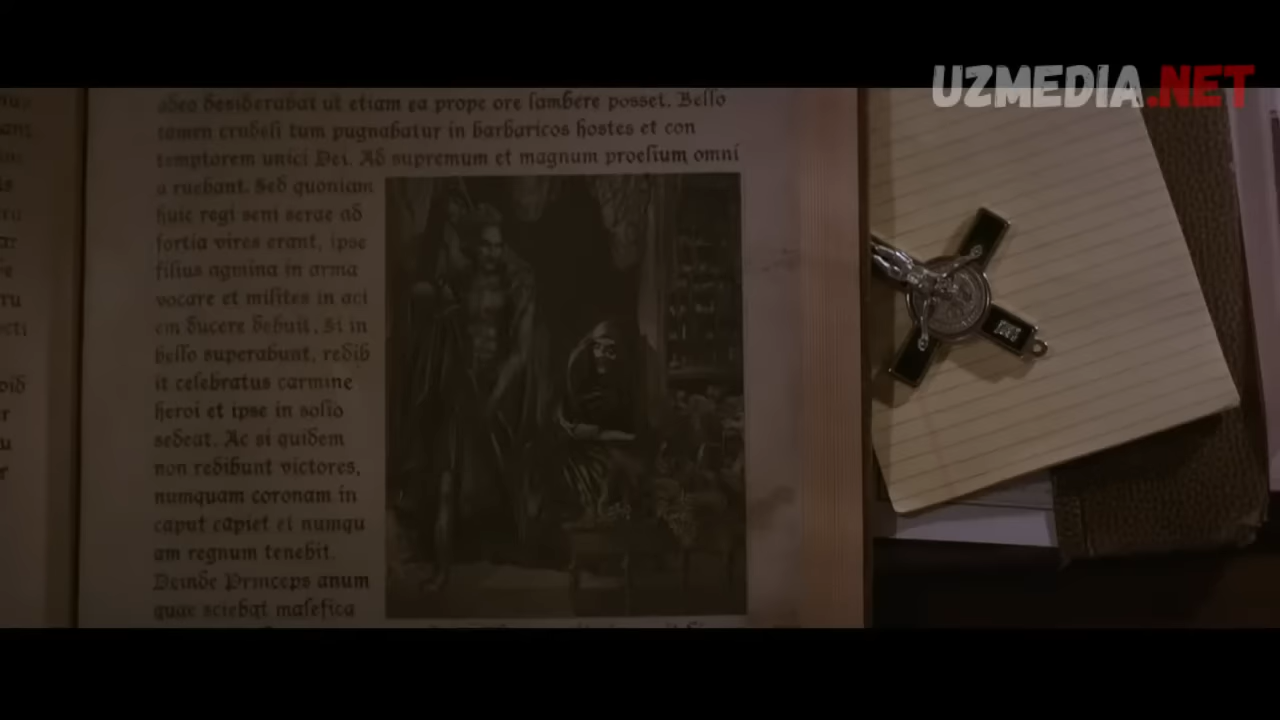 UZMEDIA.NET
adeo desiderabat ut etiam ea prope ore lambere posset. Bello
tamen crudeli tum pugnabatur in barbaricos hostes et con
temptorem unici Dei. Ad supremum et magnum proelium omni
a ruebant. Sed quoniam
huic regi seni serae ad
fortia vires erant, ipse
filius agmina in arma
vocare et milites in aci
em ducere debuit. Si in
bello superabunt, redib
it celebratus carmine
heroi et ipse in solio
sedeat. Ac si quidem
non redibunt victores,
numquam coronam in
caput capiet et numqu
am regnum tenebit.
Deinde Princeps anum
quae sciebat malefica